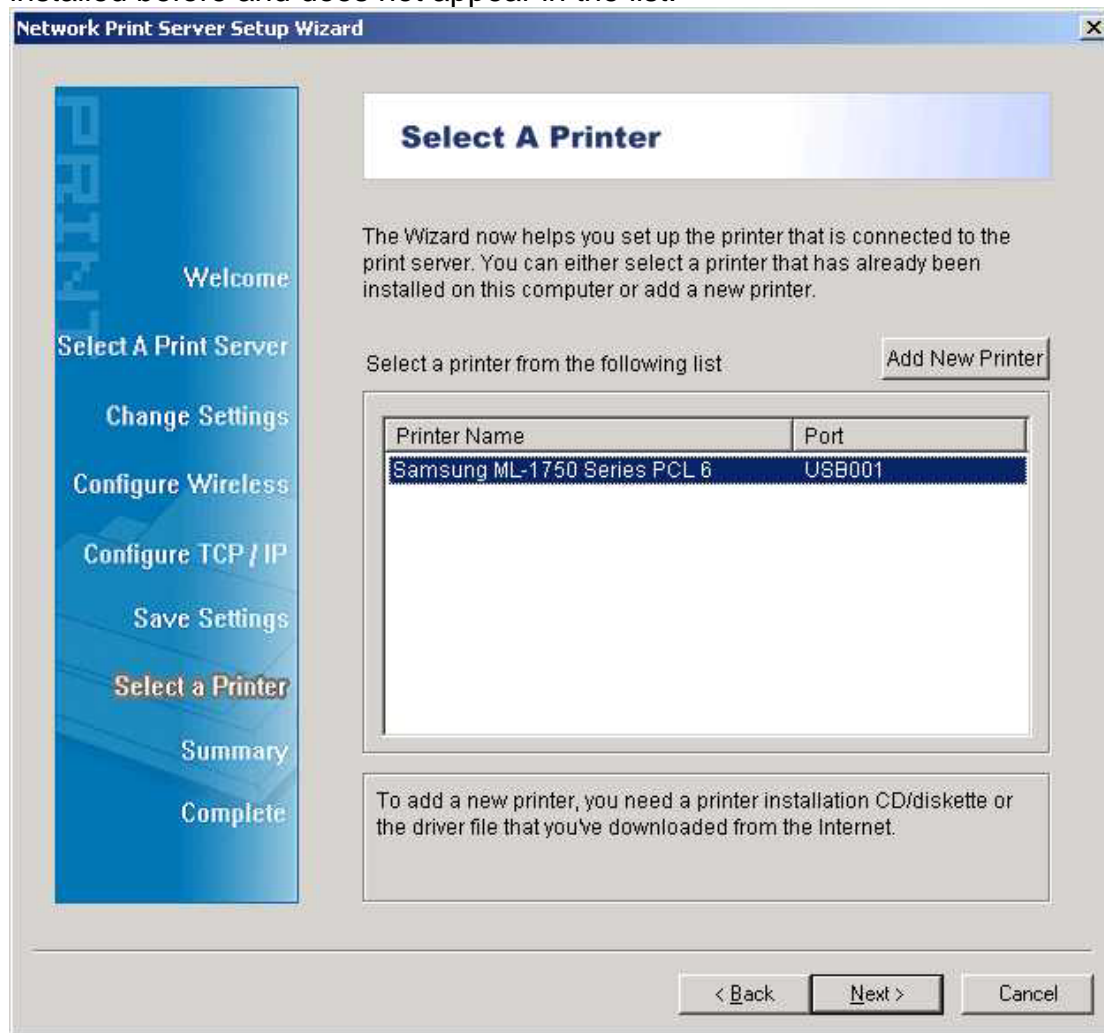 installed before and does not appear in the list.
Network Print Server Setup Wizard
PRINT
Welcome
Select A Print Server
Change Settings
Configure Wireless
Configure TCP / IP
Save Settings
Select a Printer
Summary
Complete
Select A Printer
The Wizard now helps you set up the printer that is connected to the
print server. You can either select a printer that has already been
installed on this computer or add a new printer.
Select a printer from the following list
Add New Printer
Printer Name Port
Samsung ML-1750 Series PCL 6 USB001
To add a new printer, you need a printer installation CD/diskette or
the driver file that you've downloaded from the Internet.
< Back Next > Cancel